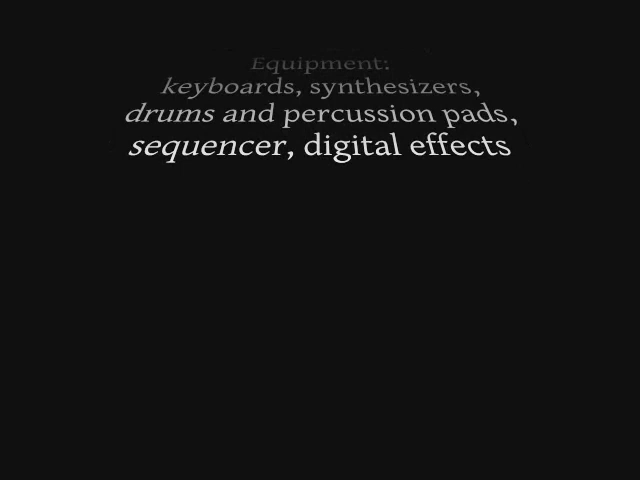 Equipment:
keyboards, synthesizers,
drums and percussion pads,
sequencer, digital effects